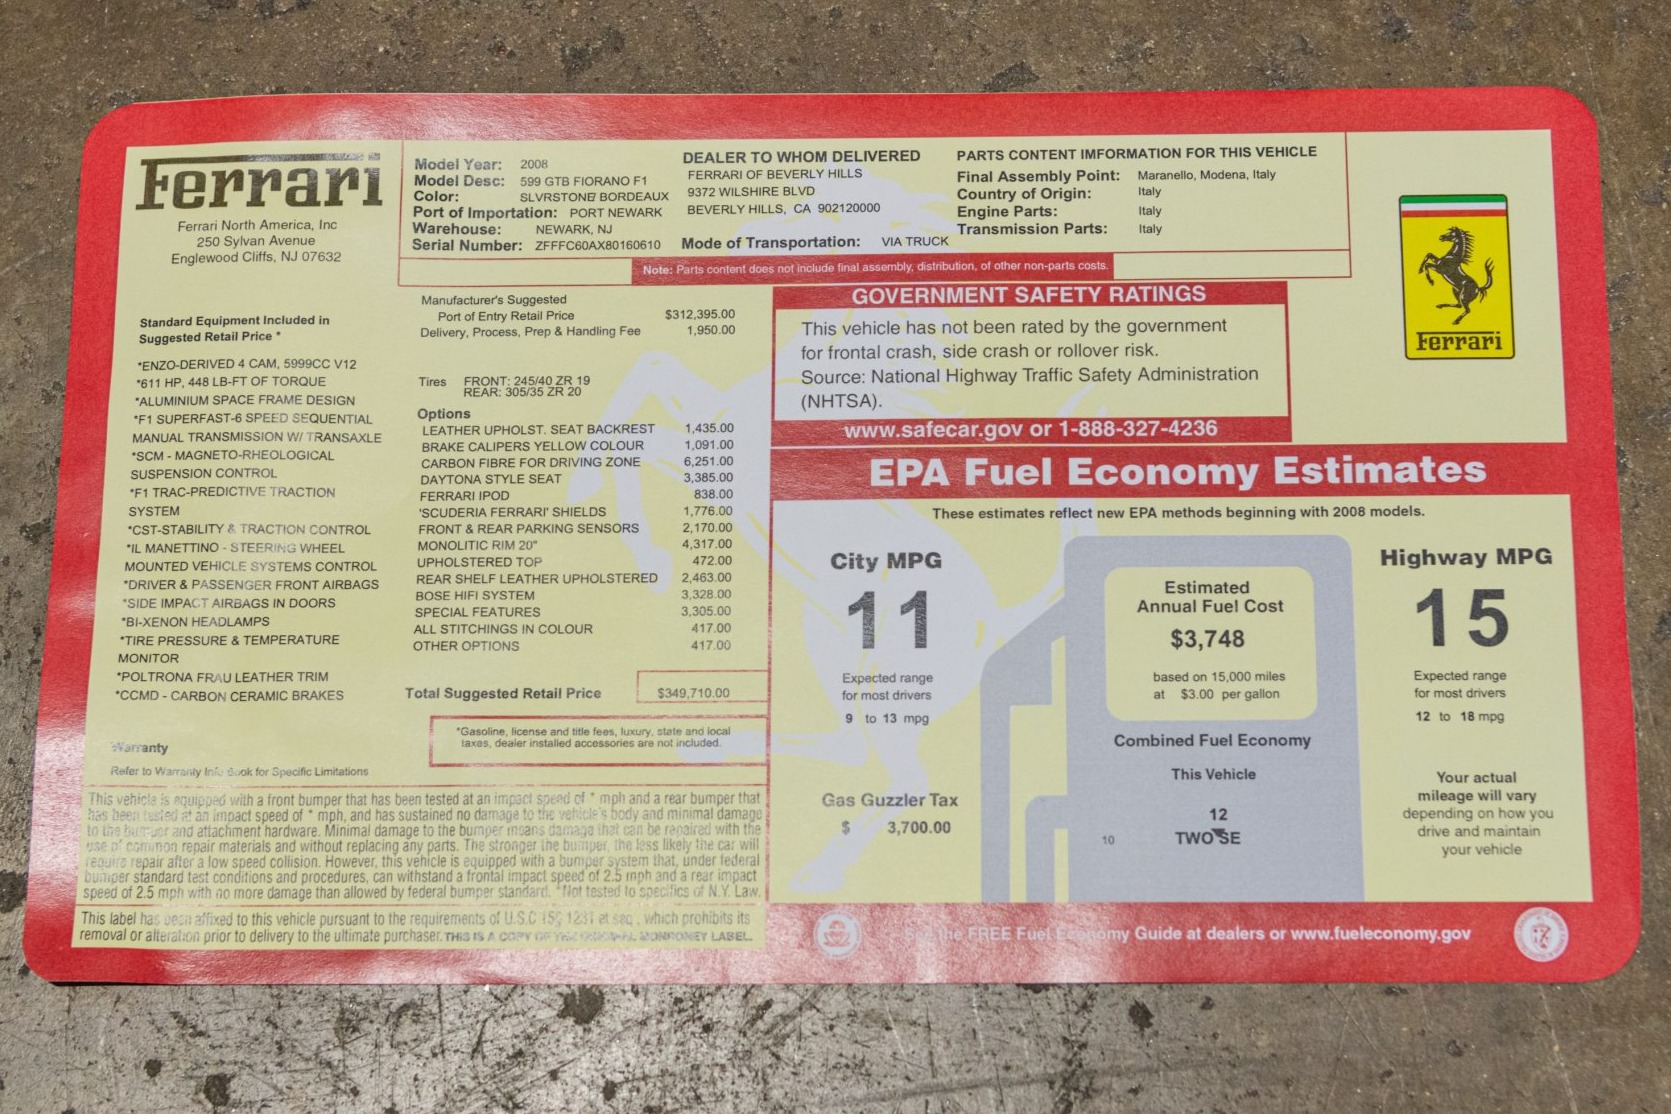 Ferrari
Ferrari North America, Inc
250 Sylvan Avenue
Englewood Cliffs, NJ 07632
Model Year: 2008
Model Desc: 599 GTB FIORANO F1
Color: SLVRSTONE BORDEAUX
Port of Importation: PORT NEWARK
Warehouse: NEWARK, NJ
Serial Number: ZFFFC60AX80160610
DEALER TO WHOM DELIVERED
FERRARI OF BEVERLY HILLS
9372 WILSHIRE BLVD
BEVERLY HILLS, CA 902120000
Mode of Transportation: VIA TRUCK
PARTS CONTENT IMFORMATION FOR THIS VEHICLE
Final Assembly Point: Maranello, Modena, Italy
Country of Origin: Italy
Engine Parts: Italy
Transmission Parts: Italy
Note: Parts content does not include final assembly, distribution, of other non-parts costs.
Ferrari
Standard Equipment Included in
Suggested Retail Price *
*ENZO-DERIVED 4 CAM, 5999CC V12
*611 HP, 448 LB-FT OF TORQUE
*ALUMINIUM SPACE FRAME DESIGN
*F1 SUPERFAST-6 SPEED SEQUENTIAL
MANUAL TRANSMISSION W/ TRANSAXLE
*SCM - MAGNETO-RHEOLOGICAL
SUSPENSION CONTROL
*F1 TRAC-PREDICTIVE TRACTION
SYSTEM
*CST-STABILITY & TRACTION CONTROL
*IL MANETTINO - STEERING WHEEL
MOUNTED VEHICLE SYSTEMS CONTROL
*DRIVER & PASSENGER FRONT AIRBAGS
*SIDE IMPACT AIRBAGS IN DOORS
*BI-XENON HEADLAMPS
*TIRE PRESSURE & TEMPERATURE
MONITOR
*POLTRONA FRAU LEATHER TRIM
*CCMD - CARBON CERAMIC BRAKES
Warranty
Refer to Warranty Info Book for Specific Limitations
Manufacturer's Suggested
Port of Entry Retail Price $312,395.00
Delivery, Process, Prep & Handling Fee 1,950.00
Tires FRONT: 245/40 ZR 19
REAR: 305/35 ZR 20
Options
LEATHER UPHOLST. SEAT BACKREST 1,435.00
BRAKE CALIPERS YELLOW COLOUR 1,091.00
CARBON FIBRE FOR DRIVING ZONE 6,251.00
DAYTONA STYLE SEAT 3,385.00
FERRARI IPOD 838.00
'SCUDERIA FERRARI' SHIELDS 1,776.00
FRONT & REAR PARKING SENSORS 2,170.00
MONOLITIC RIM 20" 4,317.00
UPHOLSTERED TOP 472.00
REAR SHELF LEATHER UPHOLSTERED 2,463.00
BOSE HIFI SYSTEM 3,328.00
SPECIAL FEATURES 3,305.00
ALL STITCHINGS IN COLOUR 417.00
OTHER OPTIONS 417.00
Total Suggested Retail Price $349,710.00
*Gasoline, license and title fees, luxury, state and local
taxes, dealer installed accessories are not included.
This vehicle is equipped with a front bumper that has been tested at an impact speed of * mph and a rear bumper that
has been tested at an impact speed of * mph, and has sustained no damage to the vehicle's body and minimal damage
to the bumper and attachment hardware. Minimal damage to the bumper means damage that can be repaired with the
use of common repair materials and without replacing any parts. The stronger the bumper, the less likely the car will
require repair after a low speed collision. However, this vehicle is equipped with a bumper system that, under federal
bumper standard test conditions and procedures, can withstand a frontal impact speed of 2.5 mph and a rear impact
speed of 2.5 mph with no more damage than allowed by federal bumper standard. *Not tested to specifics of N.Y. Law.
This label has been affixed to this vehicle pursuant to the requirements of U.S.C 15C 1231 et seq, which prohibits its
removal or alteration prior to delivery to the ultimate purchaser. THIS IS A COPY OF THE ORIGINAL MONRONEY LABEL.
GOVERNMENT SAFETY RATINGS
This vehicle has not been rated by the government
for frontal crash, side crash or rollover risk.
Source: National Highway Traffic Safety Administration
(NHTSA).
www.safecar.gov or 1-888-327-4236
EPA Fuel Economy Estimates
These estimates reflect new EPA methods beginning with 2008 models.
City MPG
11
Expected range
for most drivers
9 to 13 mpg
Gas Guzzler Tax
$ 3,700.00
Estimated
Annual Fuel Cost
$3,748
based on 15,000 miles
at $3.00 per gallon
Combined Fuel Economy
This Vehicle
12
10 TWO SE
Highway MPG
15
Expected range
for most drivers
12 to 18 mpg
Your actual
mileage will vary
depending on how you
drive and maintain
your vehicle
See the FREE Fuel Economy Guide at dealers or www.fueleconomy.gov